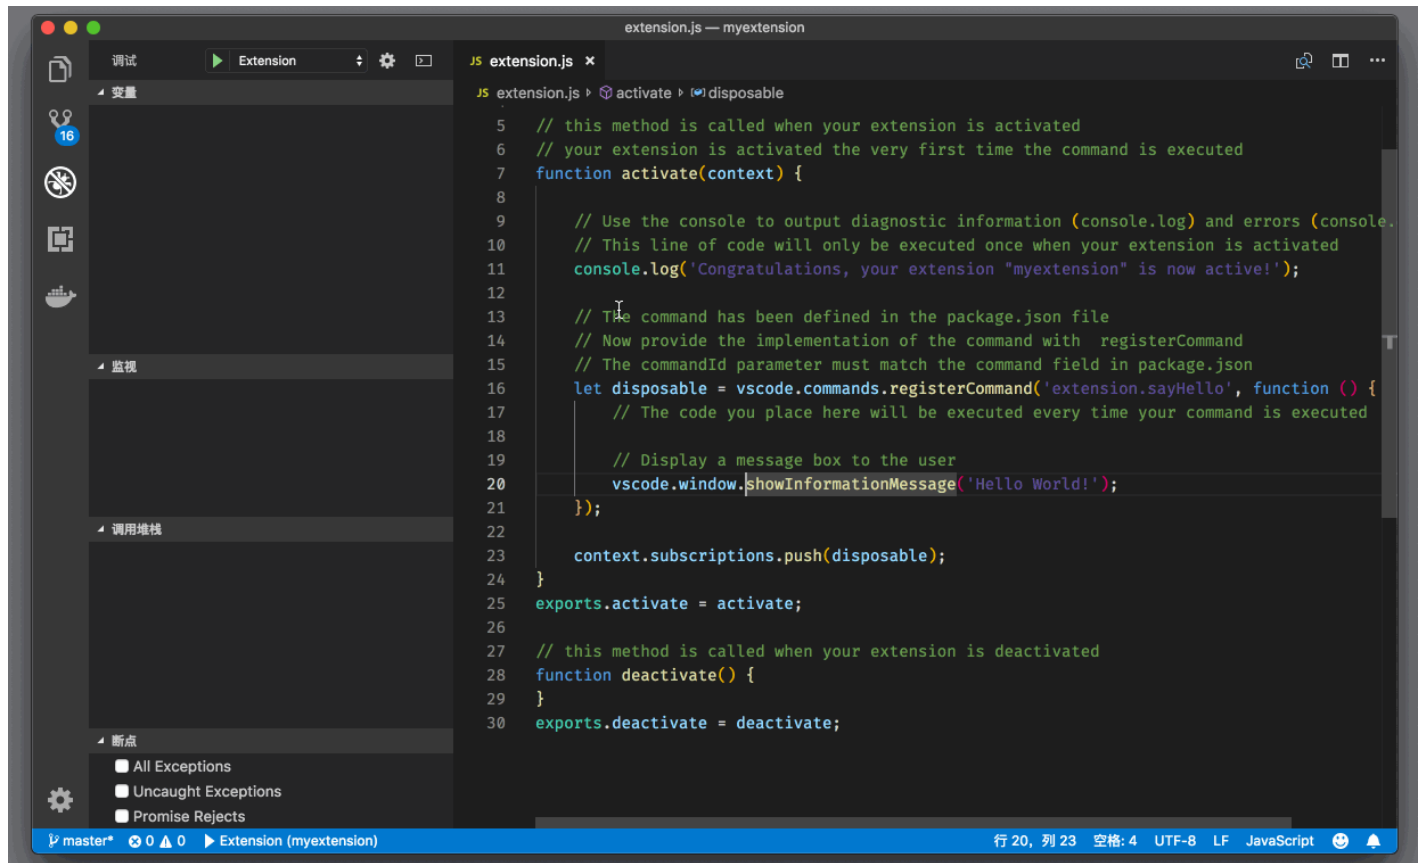 extension.js — myextension
调试
Extension
JS extension.js ×
变量
JS extension.js activate disposable
16
5 // this method is called when your extension is activated
6 // your extension is activated the very first time the command is executed
7 function activate(context) {
8
9 // Use the console to output diagnostic information (console.log) and errors (console.
10 // This line of code will only be executed once when your extension is activated
11 console.log('Congratulations, your extension "myextension" is now active!');
12
13 // The command has been defined in the package.json file
14 // Now provide the implementation of the command with  registerCommand
15 // The commandId parameter must match the command field in package.json
监视
16 let disposable = vscode.commands.registerCommand('extension.sayHello', function () {
17 // The code you place here will be executed every time your command is executed
18
19 // Display a message box to the user
20 vscode.window.showInformationMessage('Hello World!');
21 });
22
调用堆栈
23 context.subscriptions.push(disposable);
24 }
25 exports.activate = activate;
26
27 // this method is called when your extension is deactivated
28 function deactivate() {
29 }
30 exports.deactivate = deactivate;
断点
All Exceptions
Uncaught Exceptions
Promise Rejects
master* 0 0 Extension (myextension)
行 20, 列 23 空格: 4 UTF-8 LF JavaScript